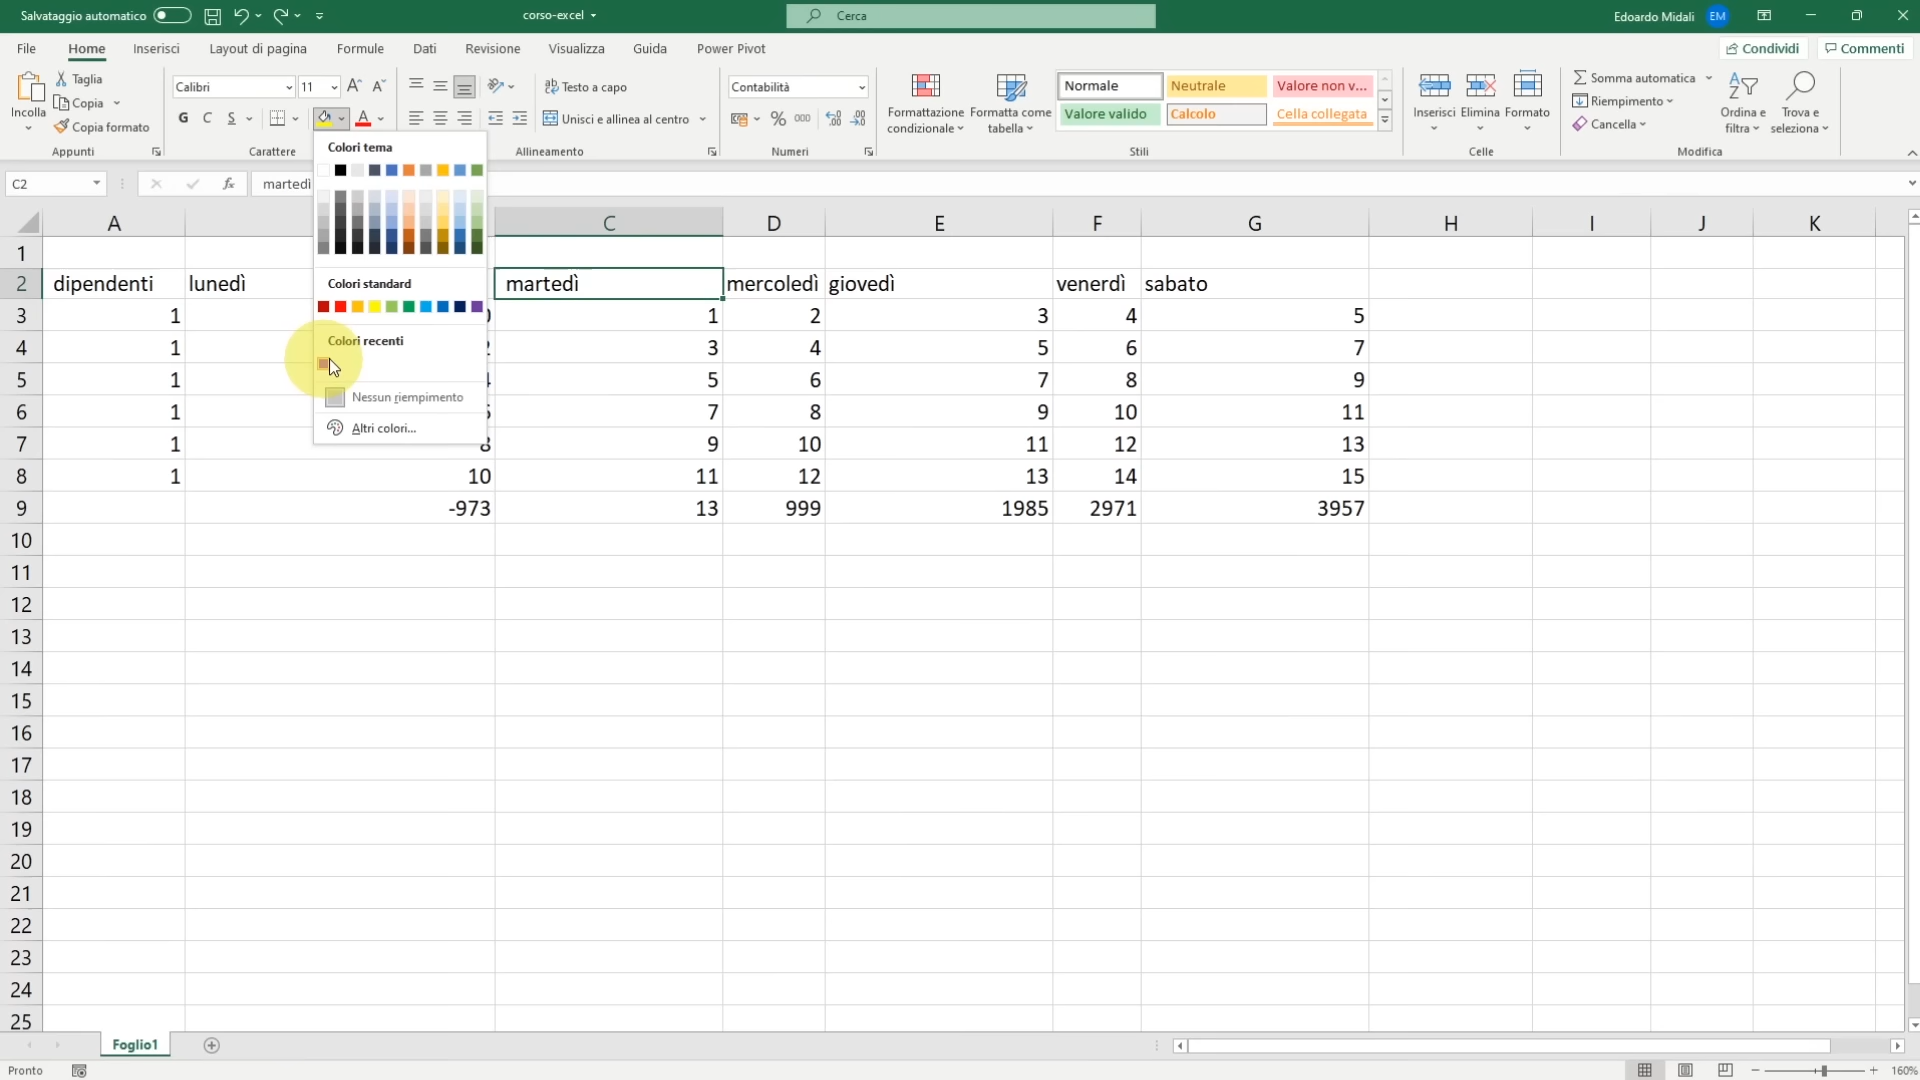 Salvataggio automatico
corso-excel
Cerca
Edoardo Midali EM
File Home Inserisci Layout di pagina Formule Dati Revisione Visualizza Guida Power Pivot
Condividi Commenti
Incolla
Taglia
Copia
Copia formato
Appunti
Calibri 11
G C S
Carattere
Testo a capo
Unisci e allinea al centro
Allineamento
Contabilità
% 000
Numeri
Formattazione condizionale
Formatta come tabella
Normale Neutrale Valore non v...
Valore valido Calcolo Cella collegata
Stili
Inserisci Elimina Formato
Celle
Somma automatica
Riempimento
Cancella
Ordina e filtra
Trova e seleziona
Modifica
C2 fx martedì
Colori tema
Colori standard
Colori recenti
Nessun riempimento
Altri colori...
A C D E F G H I J K
1
2 dipendenti lunedì martedì mercoledì giovedì venerdì sabato
3 1 1 2 3 4 5
4 1 3 4 5 6 7
5 1 5 6 7 8 9
6 1 7 8 9 10 11
7 1 8 9 10 11 12 13
8 1 10 11 12 13 14 15
9 -973 13 999 1985 2971 3957
10
11
12
13
14
15
16
17
18
19
20
21
22
23
24
25
Foglio1
Pronto
160%